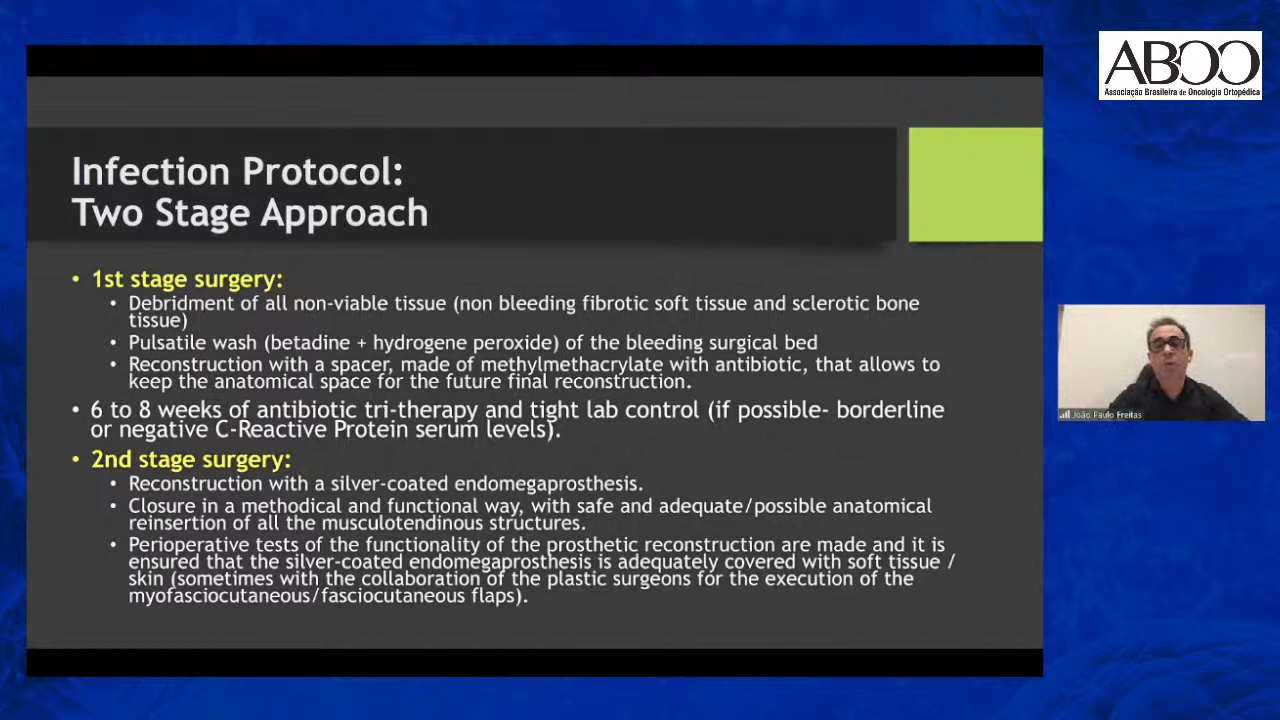 ABOO
Associação Brasileira de Oncologia Ortopédica
Infection Protocol:
Two Stage Approach
• 1st stage surgery:
• Debridment of all non-viable tissue (non bleeding fibrotic soft tissue and sclerotic bone
tissue)
• Pulsatile wash (betadine + hydrogene peroxide) of the bleeding surgical bed
• Reconstruction with a spacer, made of methylmethacrylate with antibiotic, that allows to
keep the anatomical space for the future final reconstruction.
• 6 to 8 weeks of antibiotic tri-therapy and tight lab control (if possible- borderline
or negative C-Reactive Protein serum levels).
• 2nd stage surgery:
• Reconstruction with a silver-coated endomegaprosthesis.
• Closure in a methodical and functional way, with safe and adequate/possible anatomical
reinsertion of all the musculotendinous structures.
• Perioperative tests of the functionality of the prosthetic reconstruction are made and it is
ensured that the silver-coated endomegaprosthesis is adequately covered with soft tissue /
skin (sometimes with the collaboration of the plastic surgeons for the execution of the
myofasciocutaneous/fasciocutaneous flaps).
João Paulo Freitas